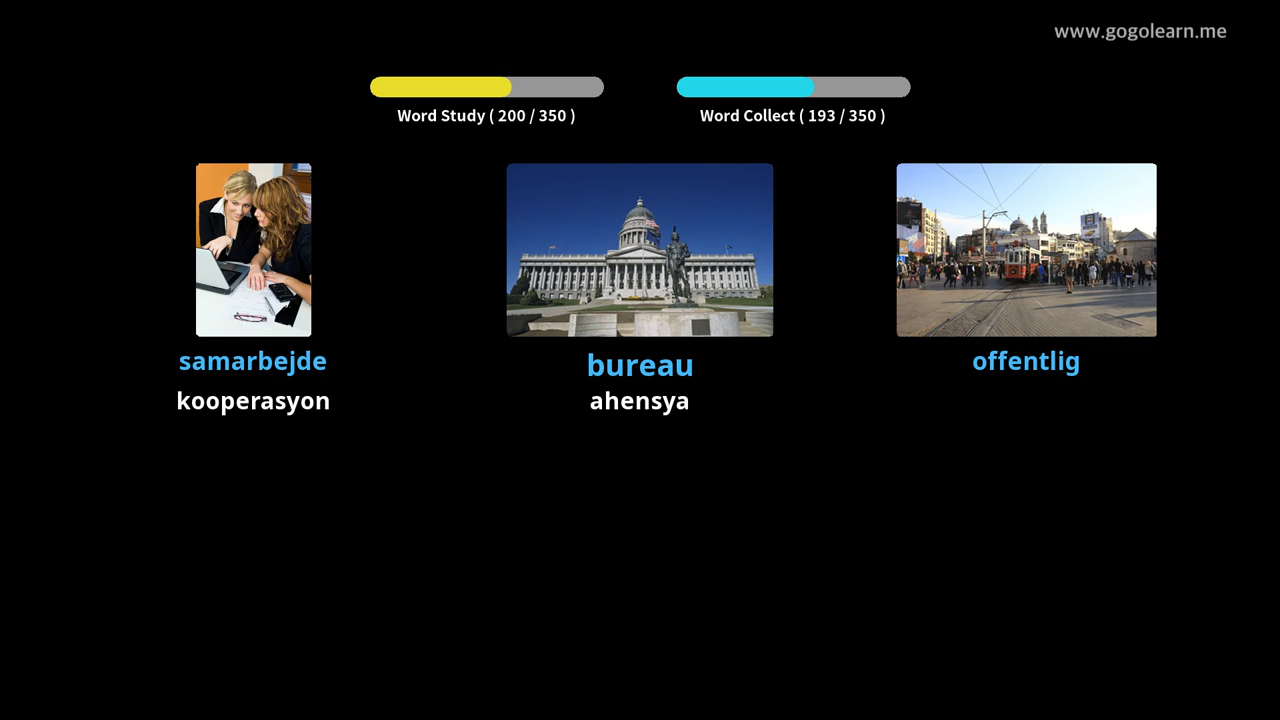 www.gogolearn.me
Word Study ( 200 / 350 )
Word Collect ( 193 / 350 )
samarbejde
kooperasyon
bureau
ahensya
offentlig